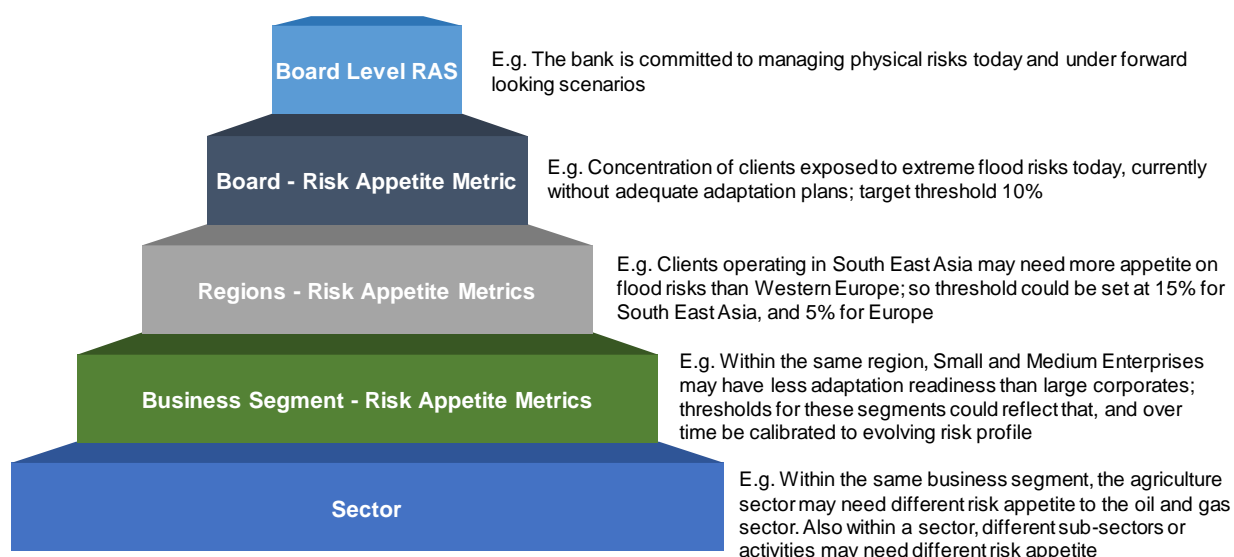 Board Level RAS
E.g. The bank is committed to managing physical risks today and under forward
looking scenarios
Board - Risk Appetite Metric
E.g. Concentration of clients exposed to extreme flood risks today, currently
without adequate adaptation plans; target threshold 10%
Regions - Risk Appetite Metrics
E.g. Clients operating in South East Asia may need more appetite on
flood risks than Western Europe; so threshold could be set at 15% for
South East Asia, and 5% for Europe
Business Segment - Risk Appetite Metrics
E.g. Within the same region, Small and Medium Enterprises
may have less adaptation readiness than large corporates;
thresholds for these segments could reflect that, and over
time be calibrated to evolving risk profile
Sector
E.g. Within the same business segment, the agriculture
sector may need different risk appetite to the oil and gas
sector. Also within a sector, different sub-sectors or
activities may need different risk appetite